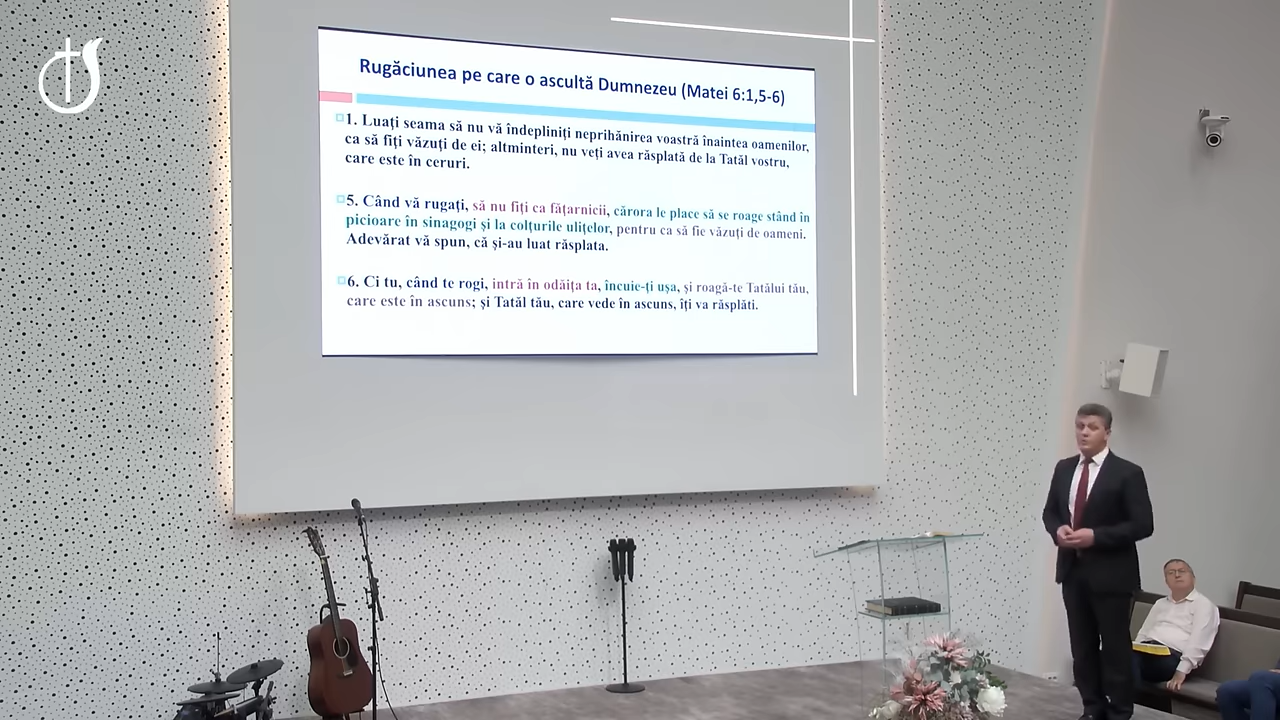 Rugăciunea pe care o ascultă Dumnezeu (Matei 6:1,5-6)
1. Luați seama să nu vă îndepliniți neprihănirea voastră înaintea oamenilor,
ca să fiți văzuți de ei; altminteri, nu veți avea răsplată de la Tatăl vostru,
care este în ceruri.
5. Când vă rugați, să nu fiți ca fățarnicii, cărora le place să se roage stând în
picioare în sinagogi și la colțurile ulițelor, pentru ca să fie văzuți de oameni.
Adevărat vă spun, că și-au luat răsplata.
6. Ci tu, când te rogi, intră în odăița ta, încuie-ți ușa, și roagă-te Tatălui tău,
care este în ascuns; și Tatăl tău, care vede în ascuns, îți va răsplăti.